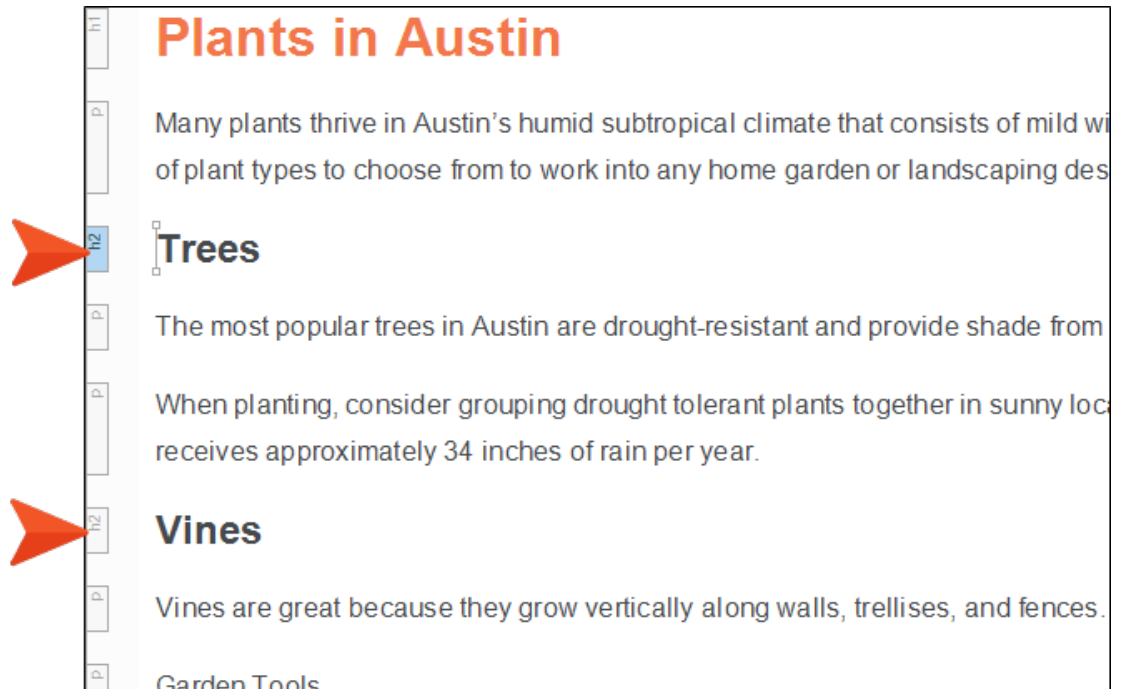 h1
Plants in Austin
p
Many plants thrive in Austin’s humid subtropical climate that consists of mild wi
of plant types to choose from to work into any home garden or landscaping des
h2
Trees
p
The most popular trees in Austin are drought-resistant and provide shade from
p
When planting, consider grouping drought tolerant plants together in sunny loca
receives approximately 34 inches of rain per year.
h2
Vines
p
Vines are great because they grow vertically along walls, trellises, and fences.
p
Garden Tools